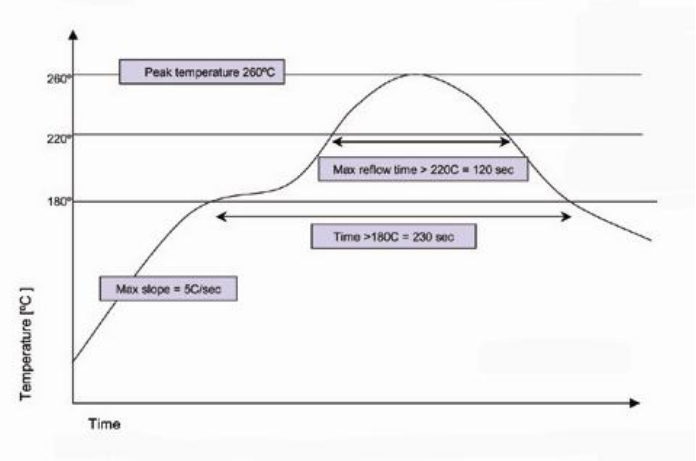 Peak temperature 260ºC
260º
220º
Max reflow time > 220C = 120 sec
180º
Time >180C = 230 sec
Max slope = 5C/sec
Temperature [ºC ]
Time